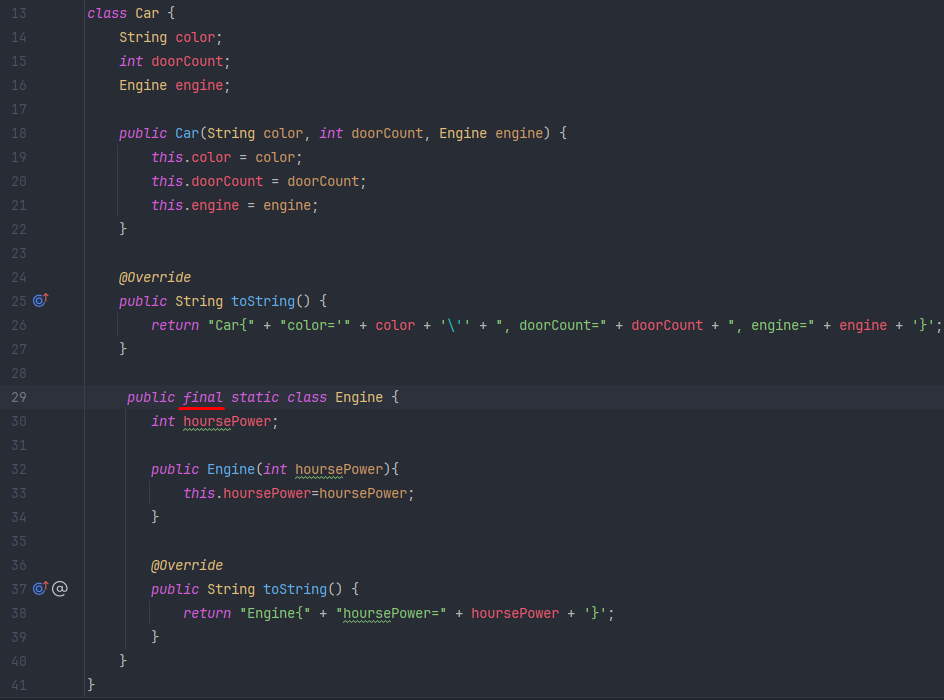 13 class Car {
14     String color;
15     int doorCount;
16     Engine engine;
17
18     public Car(String color, int doorCount, Engine engine) {
19         this.color = color;
20         this.doorCount = doorCount;
21         this.engine = engine;
22     }
23
24     @Override
25     public String toString() {
26         return "Car{" + "color='" + color + '\'' + ", doorCount=" + doorCount + ", engine=" + engine + '}';
27     }
28
29      public final static class Engine {
30         int hoursePower;
31
32         public Engine(int hoursePower){
33             this.hoursePower=hoursePower;
34         }
35
36         @Override
37 @       public String toString() {
38             return "Engine{" + "hoursePower=" + hoursePower + '}';
39         }
40     }
41 }